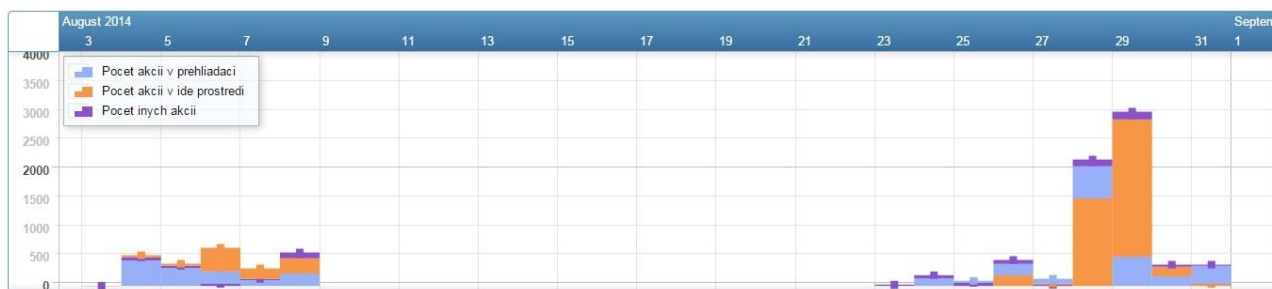 August 2014
Septem
3 5 7 9 11 13 15 17 19 21 23 25 27 29 31 1
4000
3500
3000
2500
2000
1500
1000
500
0
Pocet akcii v prehliadaci
Pocet akcii v ide prostredi
Pocet inych akcii